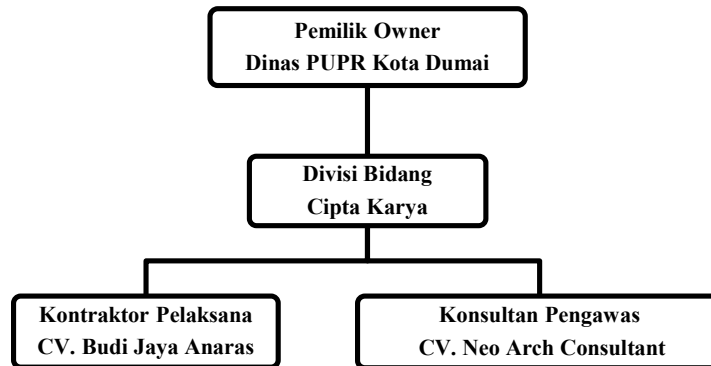 Pemilik Owner
Dinas PUPR Kota Dumai
Divisi Bidang
Cipta Karya
Kontraktor Pelaksana
CV. Budi Jaya Anaras
Konsultan Pengawas
CV. Neo Arch Consultant